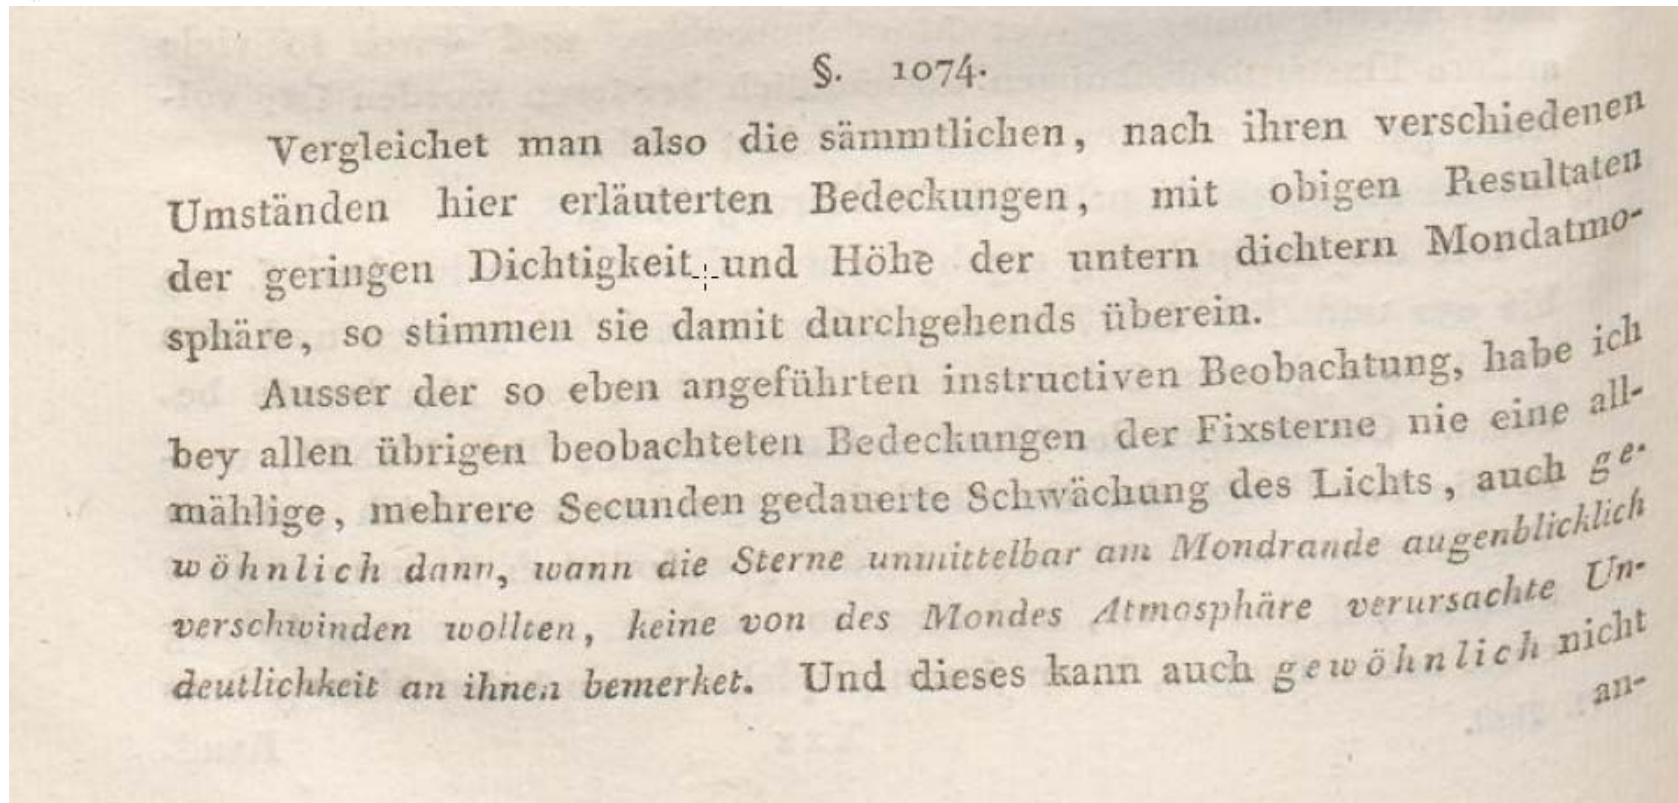 §. 1074.
Vergleichet man also die sämmtlichen, nach ihren verschiedenen
Umständen hier erläuterten Bedeckungen, mit obigen Resultaten
der geringen Dichtigkeit und Höhe der untern dichtern Mondatmo-
sphäre, so stimmen sie damit durchgehends überein.
Ausser der so eben angeführten instructiven Beobachtung, habe ich
bey allen übrigen beobachteten Bedeckungen der Fixsterne nie eine all-
mählige, mehrere Secunden gedauerte Schwächung des Lichts, auch ge-
wöhnlich dann, wann die Sterne unmittelbar am Mondrande augenblicklich
verschwinden wollten, keine von des Mondes Atmosphäre verursachte Un-
deutlichkeit an ihnen bemerket. Und dieses kann auch gewöhnlich nicht
an-